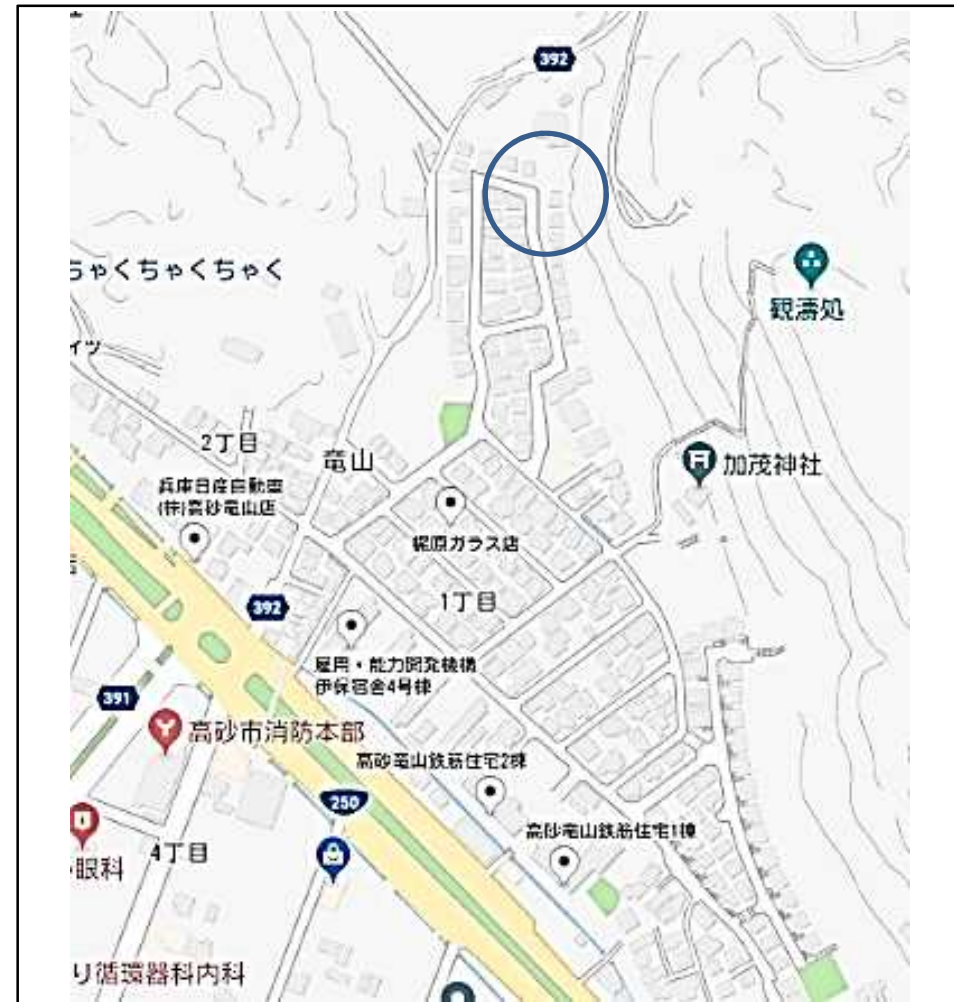 392
ちゃくちゃくちゃく
観濤処
イツ
2丁目
竜山
加茂神社
兵庫日産自動車
(株)高砂竜山店
梶原ガラス店
1丁目
392
雇用・能力開発機構
伊保宿舎4号棟
391
高砂市消防本部
高砂竜山鉄筋住宅2棟
250
高砂竜山鉄筋住宅1棟
4丁目
眼科
り循環器科内科